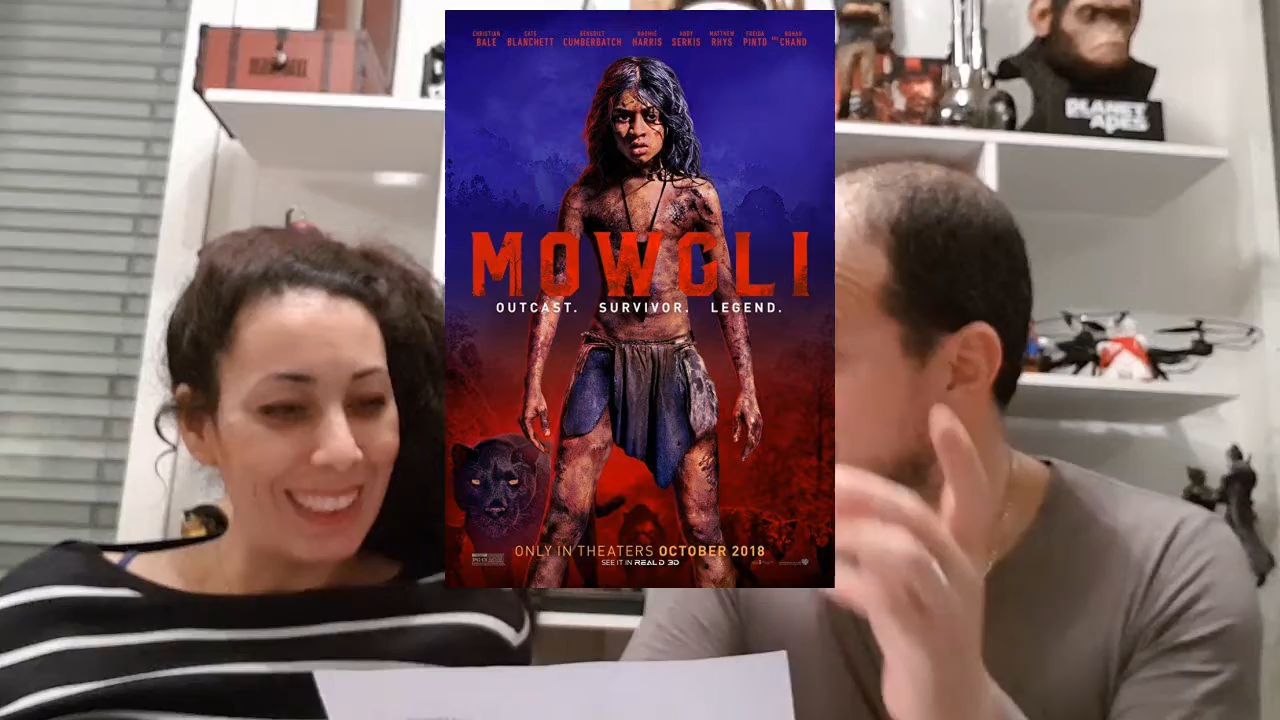 CHRISTIAN BALE CATE BLANCHETT BENEDICT CUMBERBATCH NAOMIE HARRIS ANDY SERKIS MATTHEW RHYS FREIDA PINTO AND ROHAN CHAND
MOWGLI
OUTCAST. SURVIVOR. LEGEND.
ONLY IN THEATERS OCTOBER 2018
SEE IT IN REAL D 3D
PLANET
APES